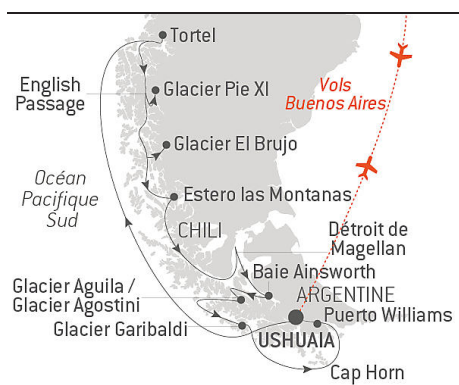 Tortel
English
Passage
Glacier Pie XI
Vols
Buenos Aires
Glacier El Brujo
Océan
Pacifique
Sud
Estero las Montanas
CHILI
Détroit de
Magellan
Baie Ainsworth
Glacier Aguila /
Glacier Agostini
ARGENTINE
Puerto Williams
Glacier Garibaldi
USHUAIA
Cap Horn